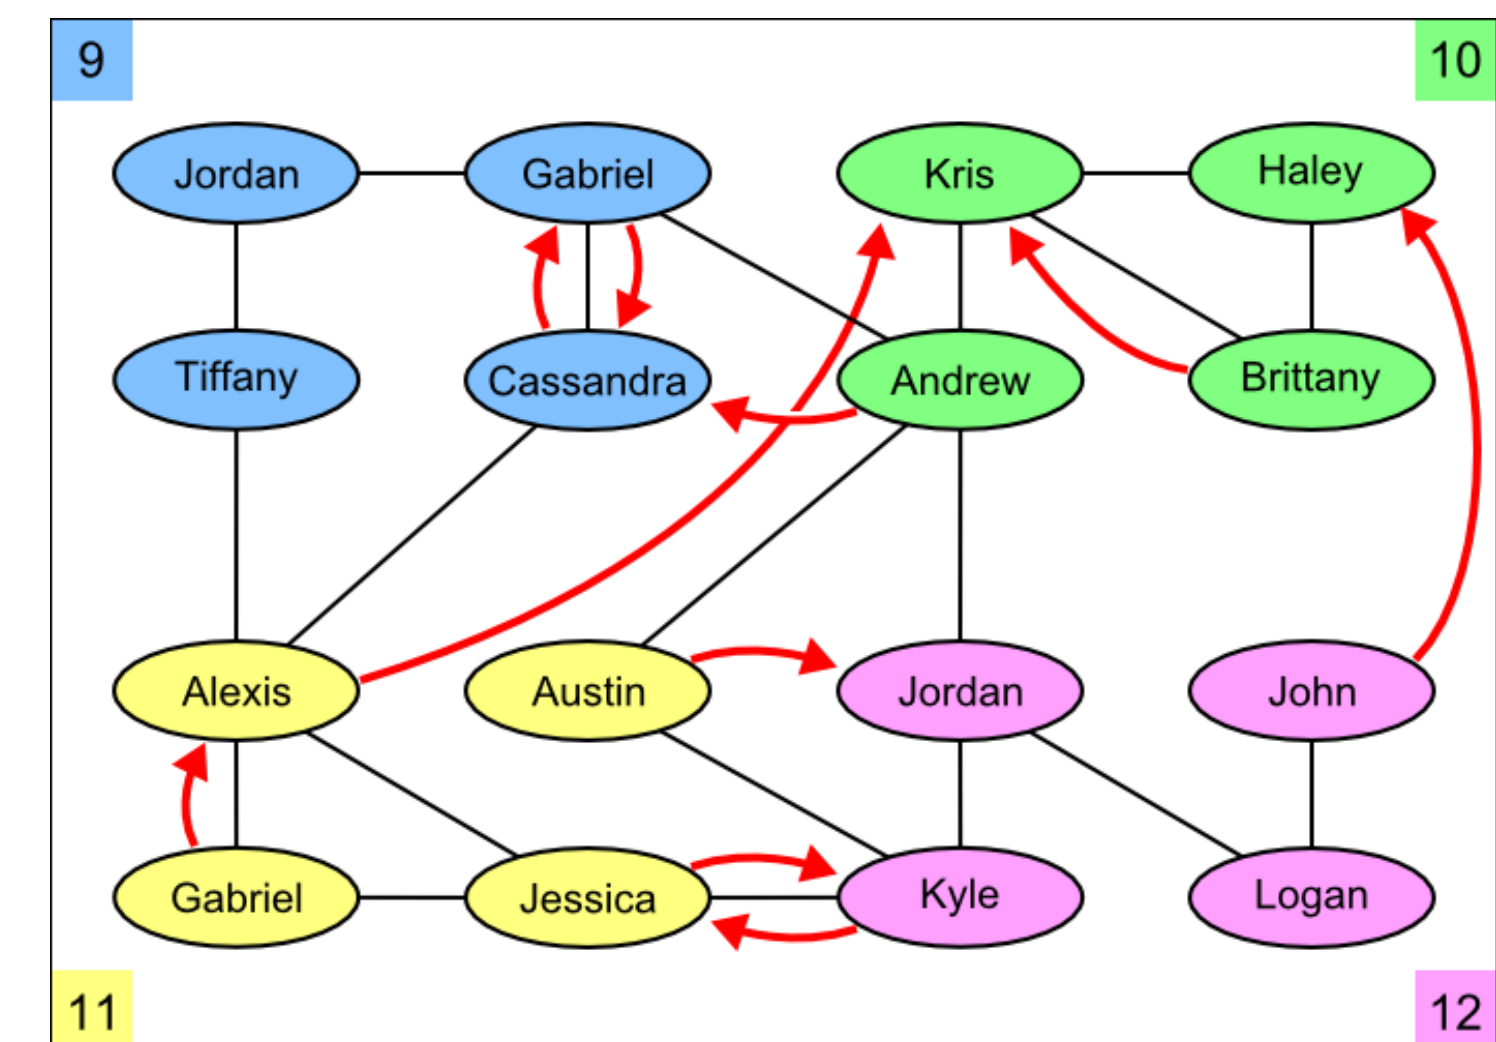 9
10
Jordan
Gabriel
Kris
Haley
Tiffany
Cassandra
Andrew
Brittany
Alexis
Austin
Jordan
John
Gabriel
Jessica
Kyle
Logan
11
12